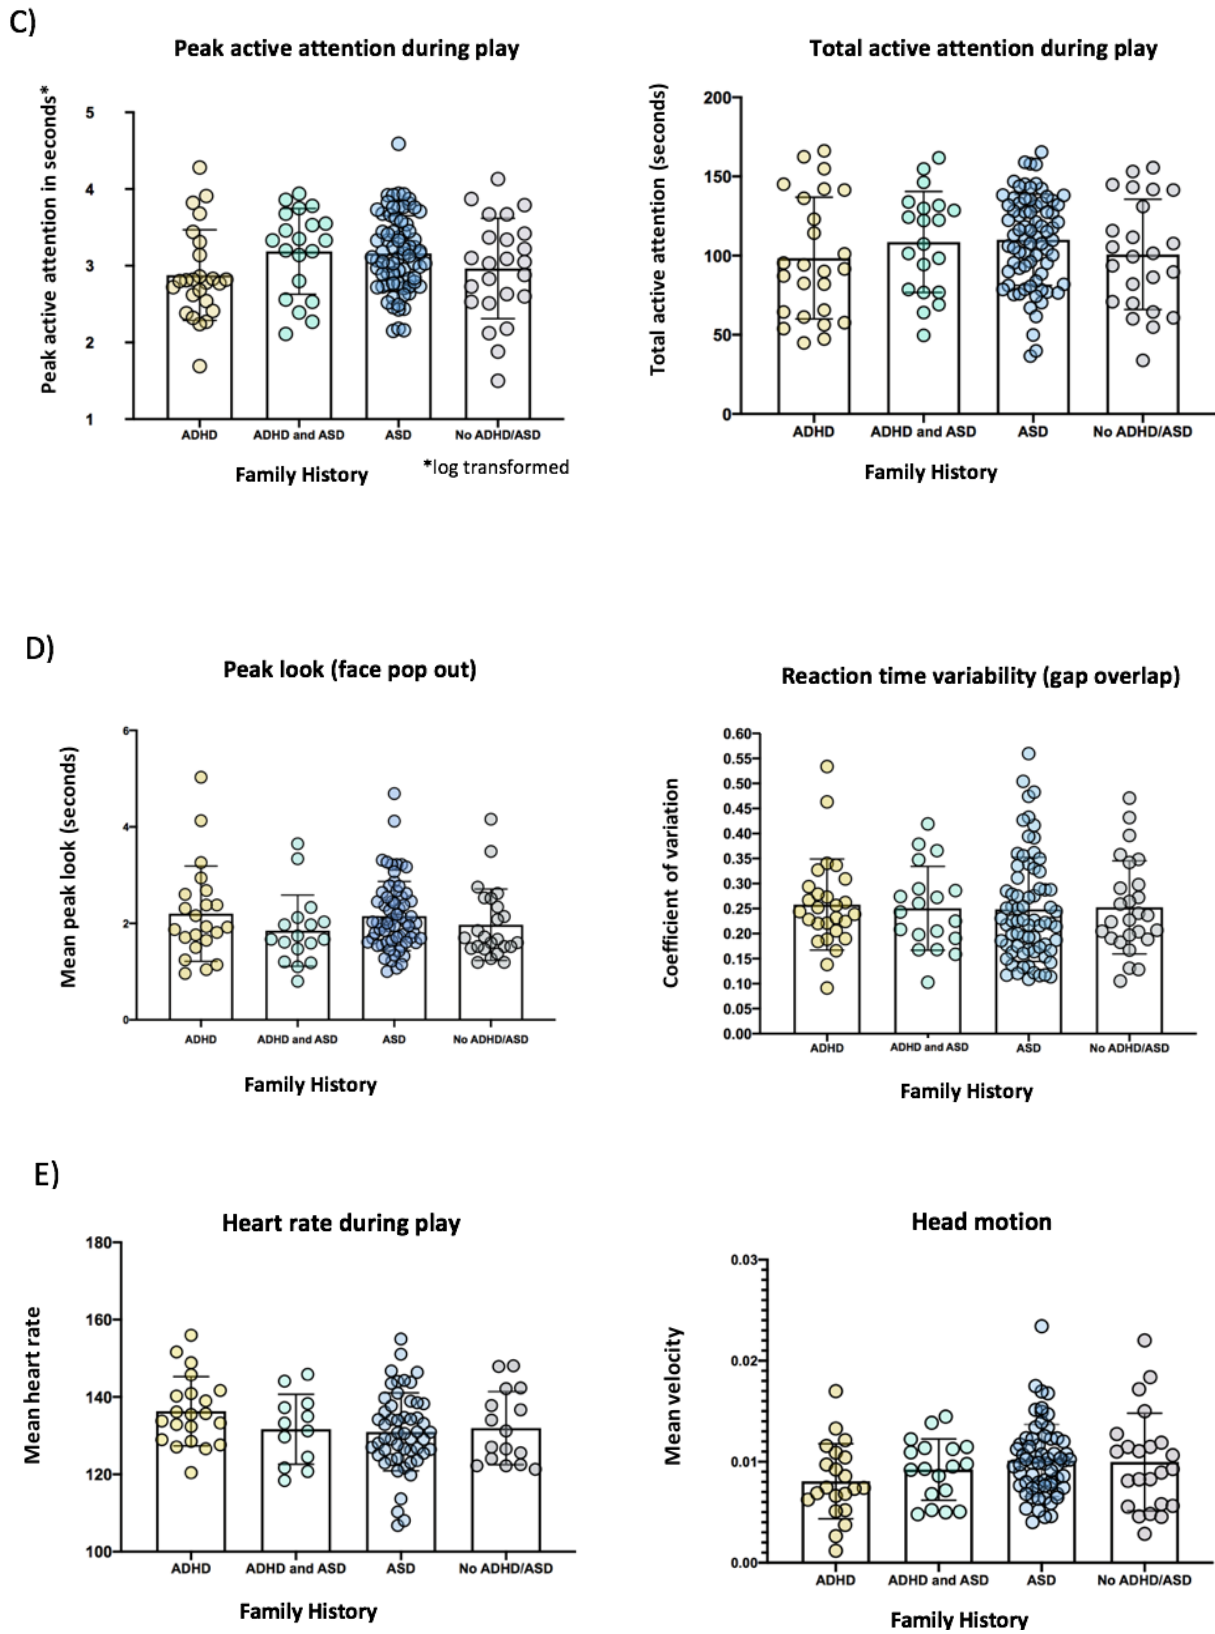 C)
Peak active attention during play
Peak active attention in seconds*
5
4
3
2
1
ADHD
ADHD and ASD
ASD
No ADHD/ASD
Family History
*log transformed
Total active attention during play
Total active attention (seconds)
200
150
100
50
0
ADHD
ADHD and ASD
ASD
No ADHD/ASD
Family History
D)
Peak look (face pop out)
Mean peak look (seconds)
6
4
2
0
ADHD
ADHD and ASD
ASD
No ADHD/ASD
Family History
Reaction time variability (gap overlap)
Coefficient of variation
0.60
0.55
0.50
0.45
0.40
0.35
0.30
0.25
0.20
0.15
0.10
0.05
0.00
ADHD
ADHD and ASD
ASD
No ADHD/ASD
Family History
E)
Heart rate during play
Mean heart rate
180
160
140
120
100
ADHD
ADHD and ASD
ASD
No ADHD/ASD
Family History
Head motion
Mean velocity
0.03
0.02
0.01
0.00
ADHD
ADHD and ASD
ASD
No ADHD/ASD
Family History